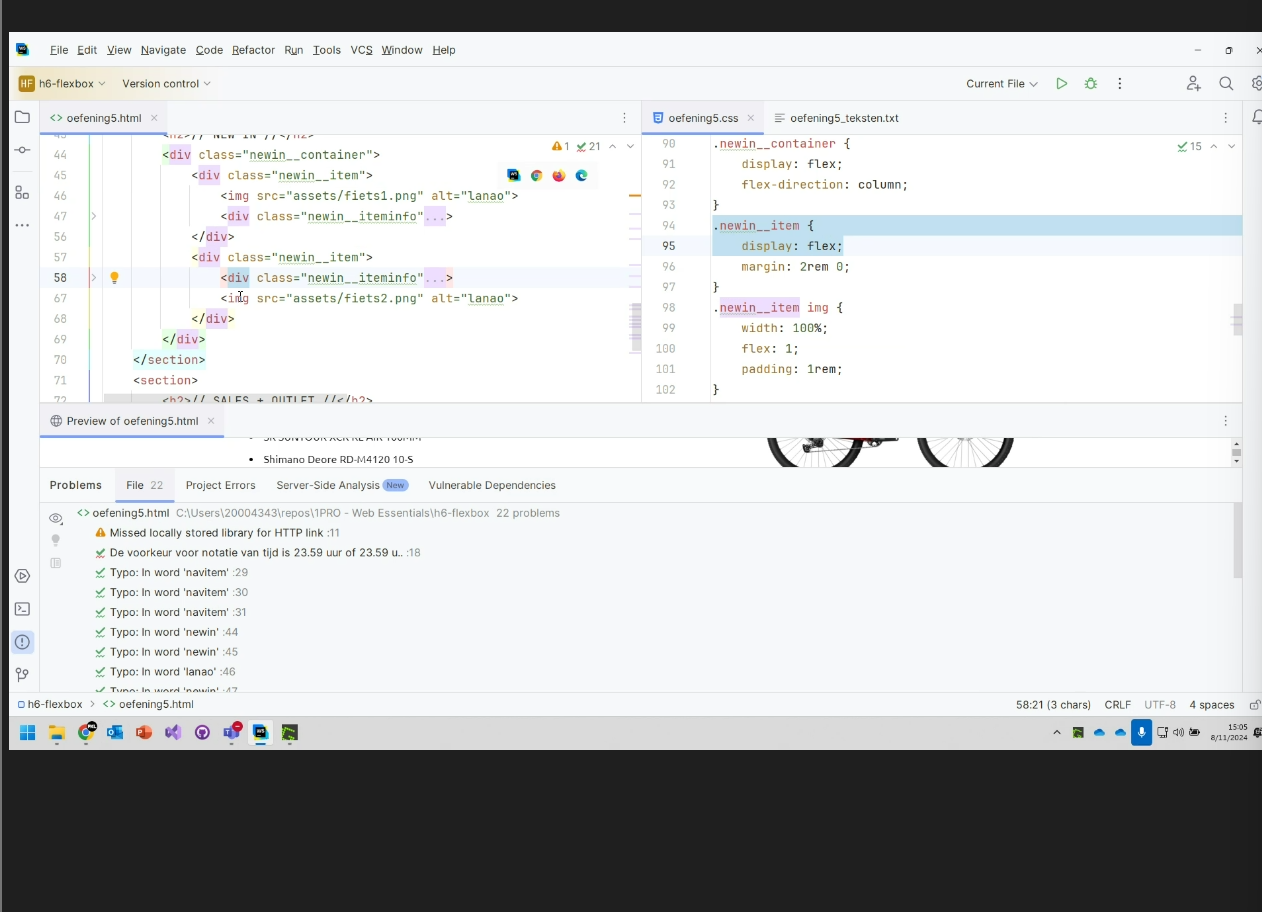 File Edit View Navigate Code Refactor Run Tools VCS Window Help
HF h6-flexbox Version control Current File
oefening5.html
oefening5.css oefening5_teksten.txt
<h2>// NEW IN //</h2>
44 <div class="newin__container">
45 <div class="newin__item">
46 <img src="assets/fiets1.png" alt="lanao">
47 <div class="newin__iteminfo"...>
56 </div>
57 <div class="newin__item">
58 <div class="newin__iteminfo"...>
67 <img src="assets/fiets2.png" alt="lanao">
68 </div>
69 </div>
70 </section>
71 <section>
72 <h2>// SALES + OUTLET //</h2>
1 21
90 .newin__container {
91 display: flex;
92 flex-direction: column;
93 }
94 .newin__item {
95 display: flex;
96 margin: 2rem 0;
97 }
98 .newin__item img {
99 width: 100%;
100 flex: 1;
101 padding: 1rem;
102 }
15
Preview of oefening5.html
SR SUNTOUR XCR RL AIR 100MM
Shimano Deore RD-M4120 10-S
Problems File 22 Project Errors Server-Side Analysis New Vulnerable Dependencies
oefening5.html C:\Users\20004343\repos\1PRO - Web Essentials\h6-flexbox 22 problems
Missed locally stored library for HTTP link :11
De voorkeur voor notatie van tijd is 23.59 uur of 23.59 u.. :18
Typo: In word 'navitem' :29
Typo: In word 'navitem' :30
Typo: In word 'navitem' :31
Typo: In word 'newin' :44
Typo: In word 'newin' :45
Typo: In word 'lanao' :46
Typo: In word 'newin' :47
h6-flexbox > oefening5.html 58:21 (3 chars) CRLF UTF-8 4 spaces
15:05
8/11/2024